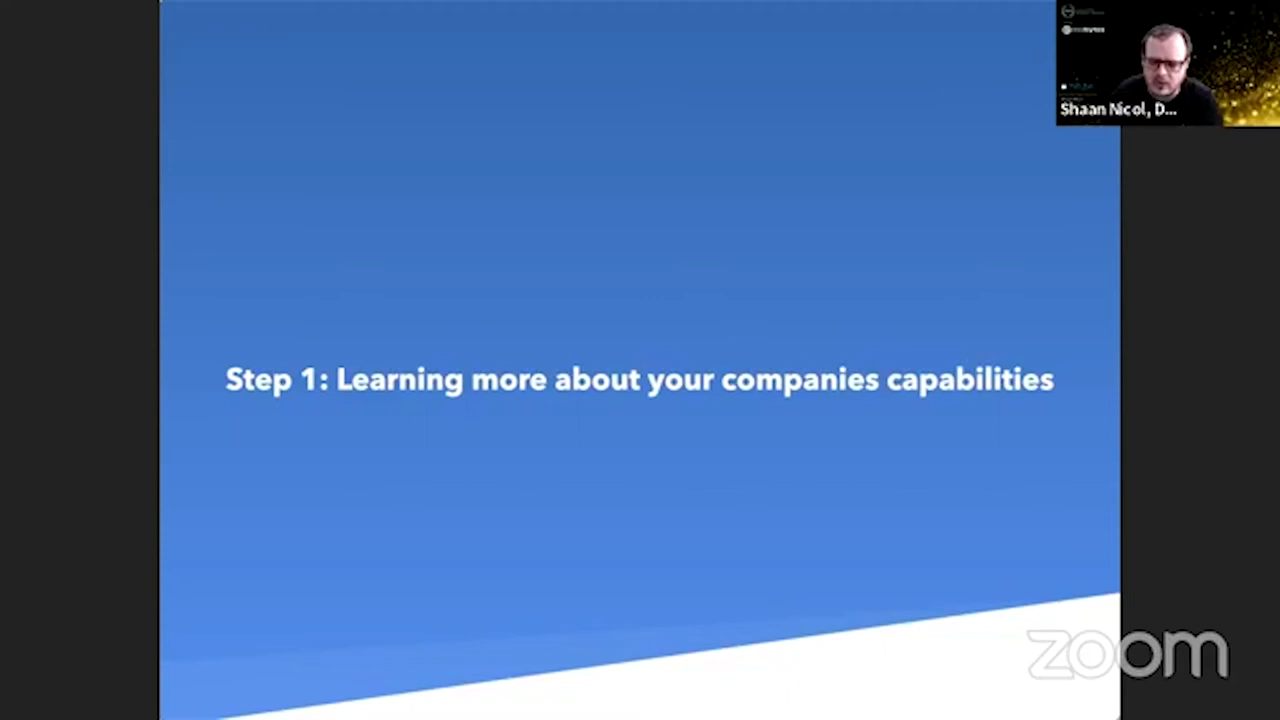 Shaan Nicol, D...
Step 1: Learning more about your companies capabilities
zoom